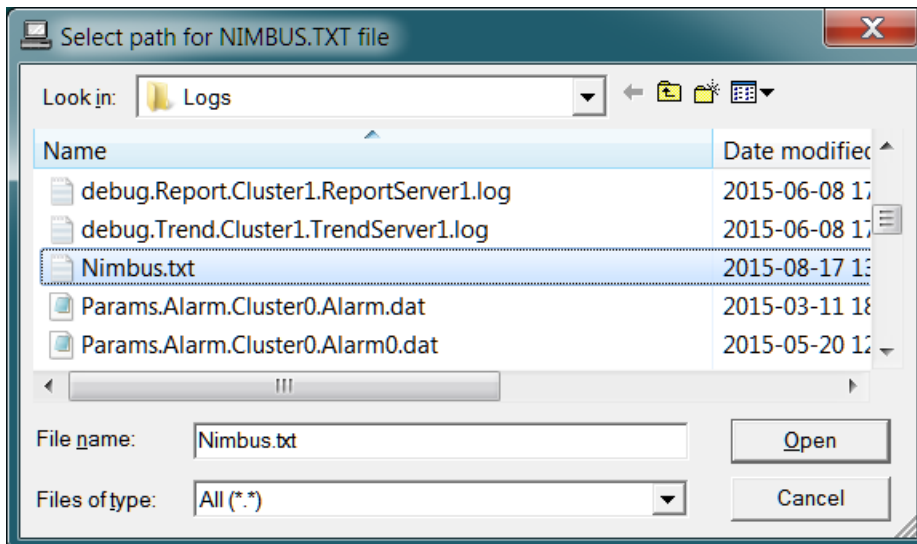 Select path for NIMBUS.TXT file
Look in: Logs
Name Date modified
debug.Report.Cluster1.ReportServer1.log 2015-06-08 17
debug.Trend.Cluster1.TrendServer1.log 2015-06-08 17
Nimbus.txt 2015-08-17 13
Params.Alarm.Cluster0.Alarm.dat 2015-03-11 18
Params.Alarm.Cluster0.Alarm0.dat 2015-05-20 12
File name: Nimbus.txt Open
Files of type: All (*.*) Cancel